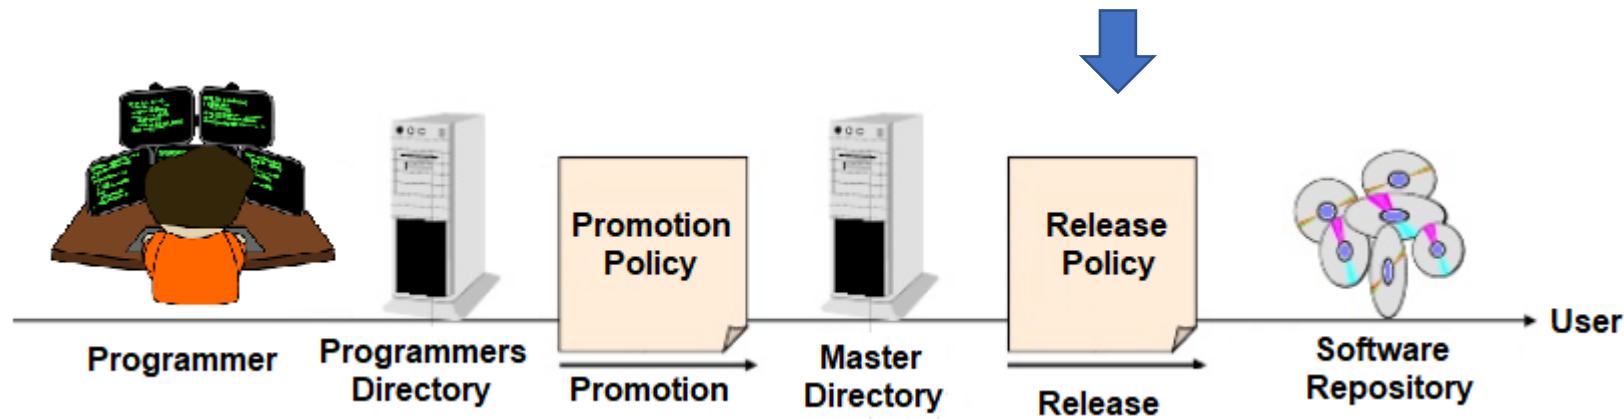 Promotion
Policy
Release
Policy
Programmer
Programmers
Directory
Promotion
Master
Directory
Release
Software
Repository
User